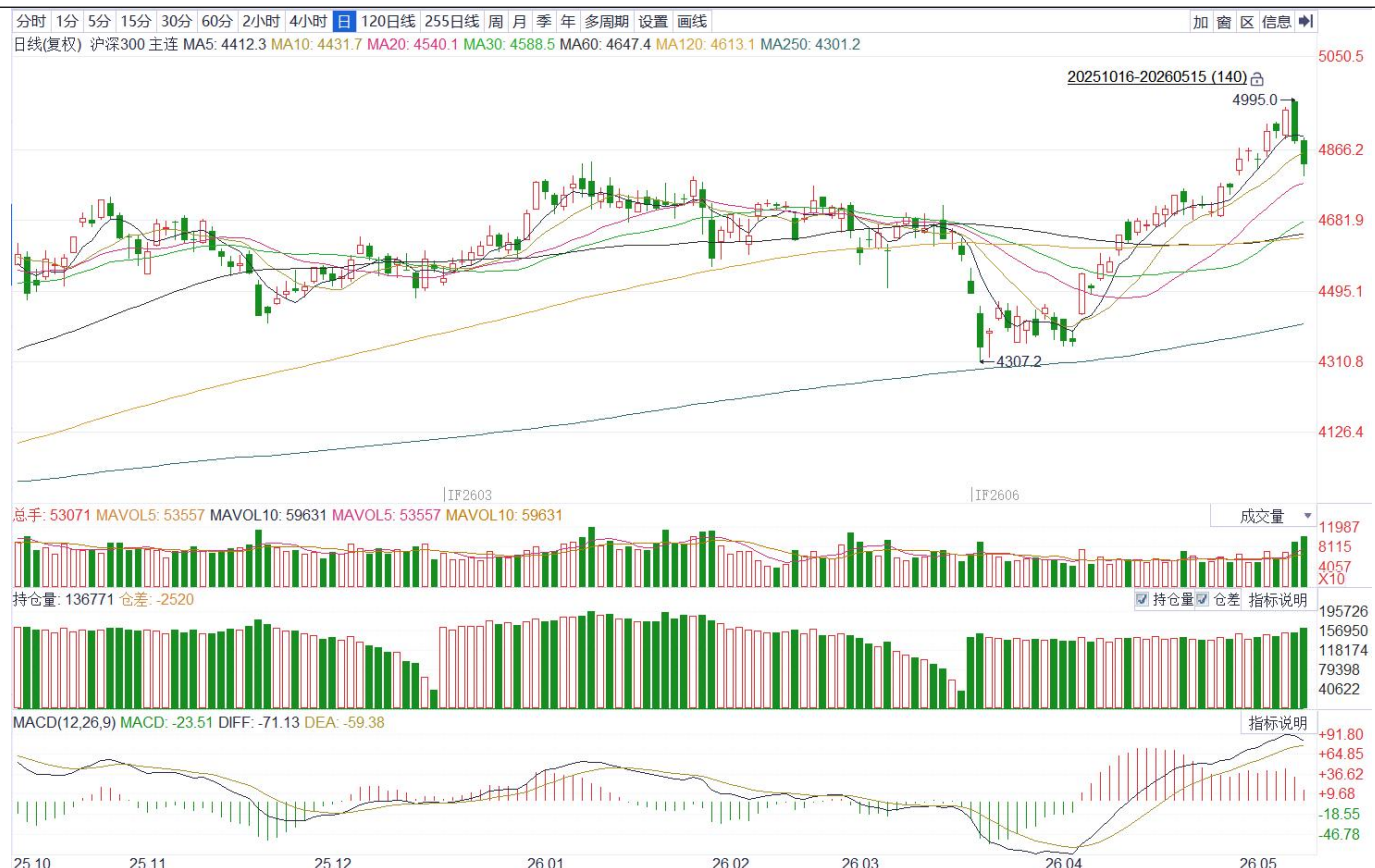 分时 1分 5分 15分 30分 60分 2小时 4小时 日 120日线 255日线 周 月 季 年 多周期 设置 画线 加 窗 区 信息
日线(复权) 沪深300 主连 MA5: 4412.3 MA10: 4431.7 MA20: 4540.1 MA30: 4588.5 MA60: 4647.4 MA120: 4613.1 MA250: 4301.2
5050.5
20251016-20260515 (140)
4995.0
4866.2
4681.9
4495.1
4307.2
4310.8
4126.4
IF2603 IF2606
总手: 53071 MAVOL5: 53557 MAVOL10: 59631 MAVOL5: 53557 MAVOL10: 59631
成交量
11987
8115
4057
X10
持仓量: 136771 仓差: -2520
持仓量 仓差 指标说明
195726
156950
118174
79398
40622
MACD(12,26,9) MACD: -23.51 DIFF: -71.13 DEA: -59.38
指标说明
+91.80
+64.85
+36.62
+9.68
-18.55
-46.78
25.10 25.11 25.12 26.01 26.02 26.03 26.04 26.05